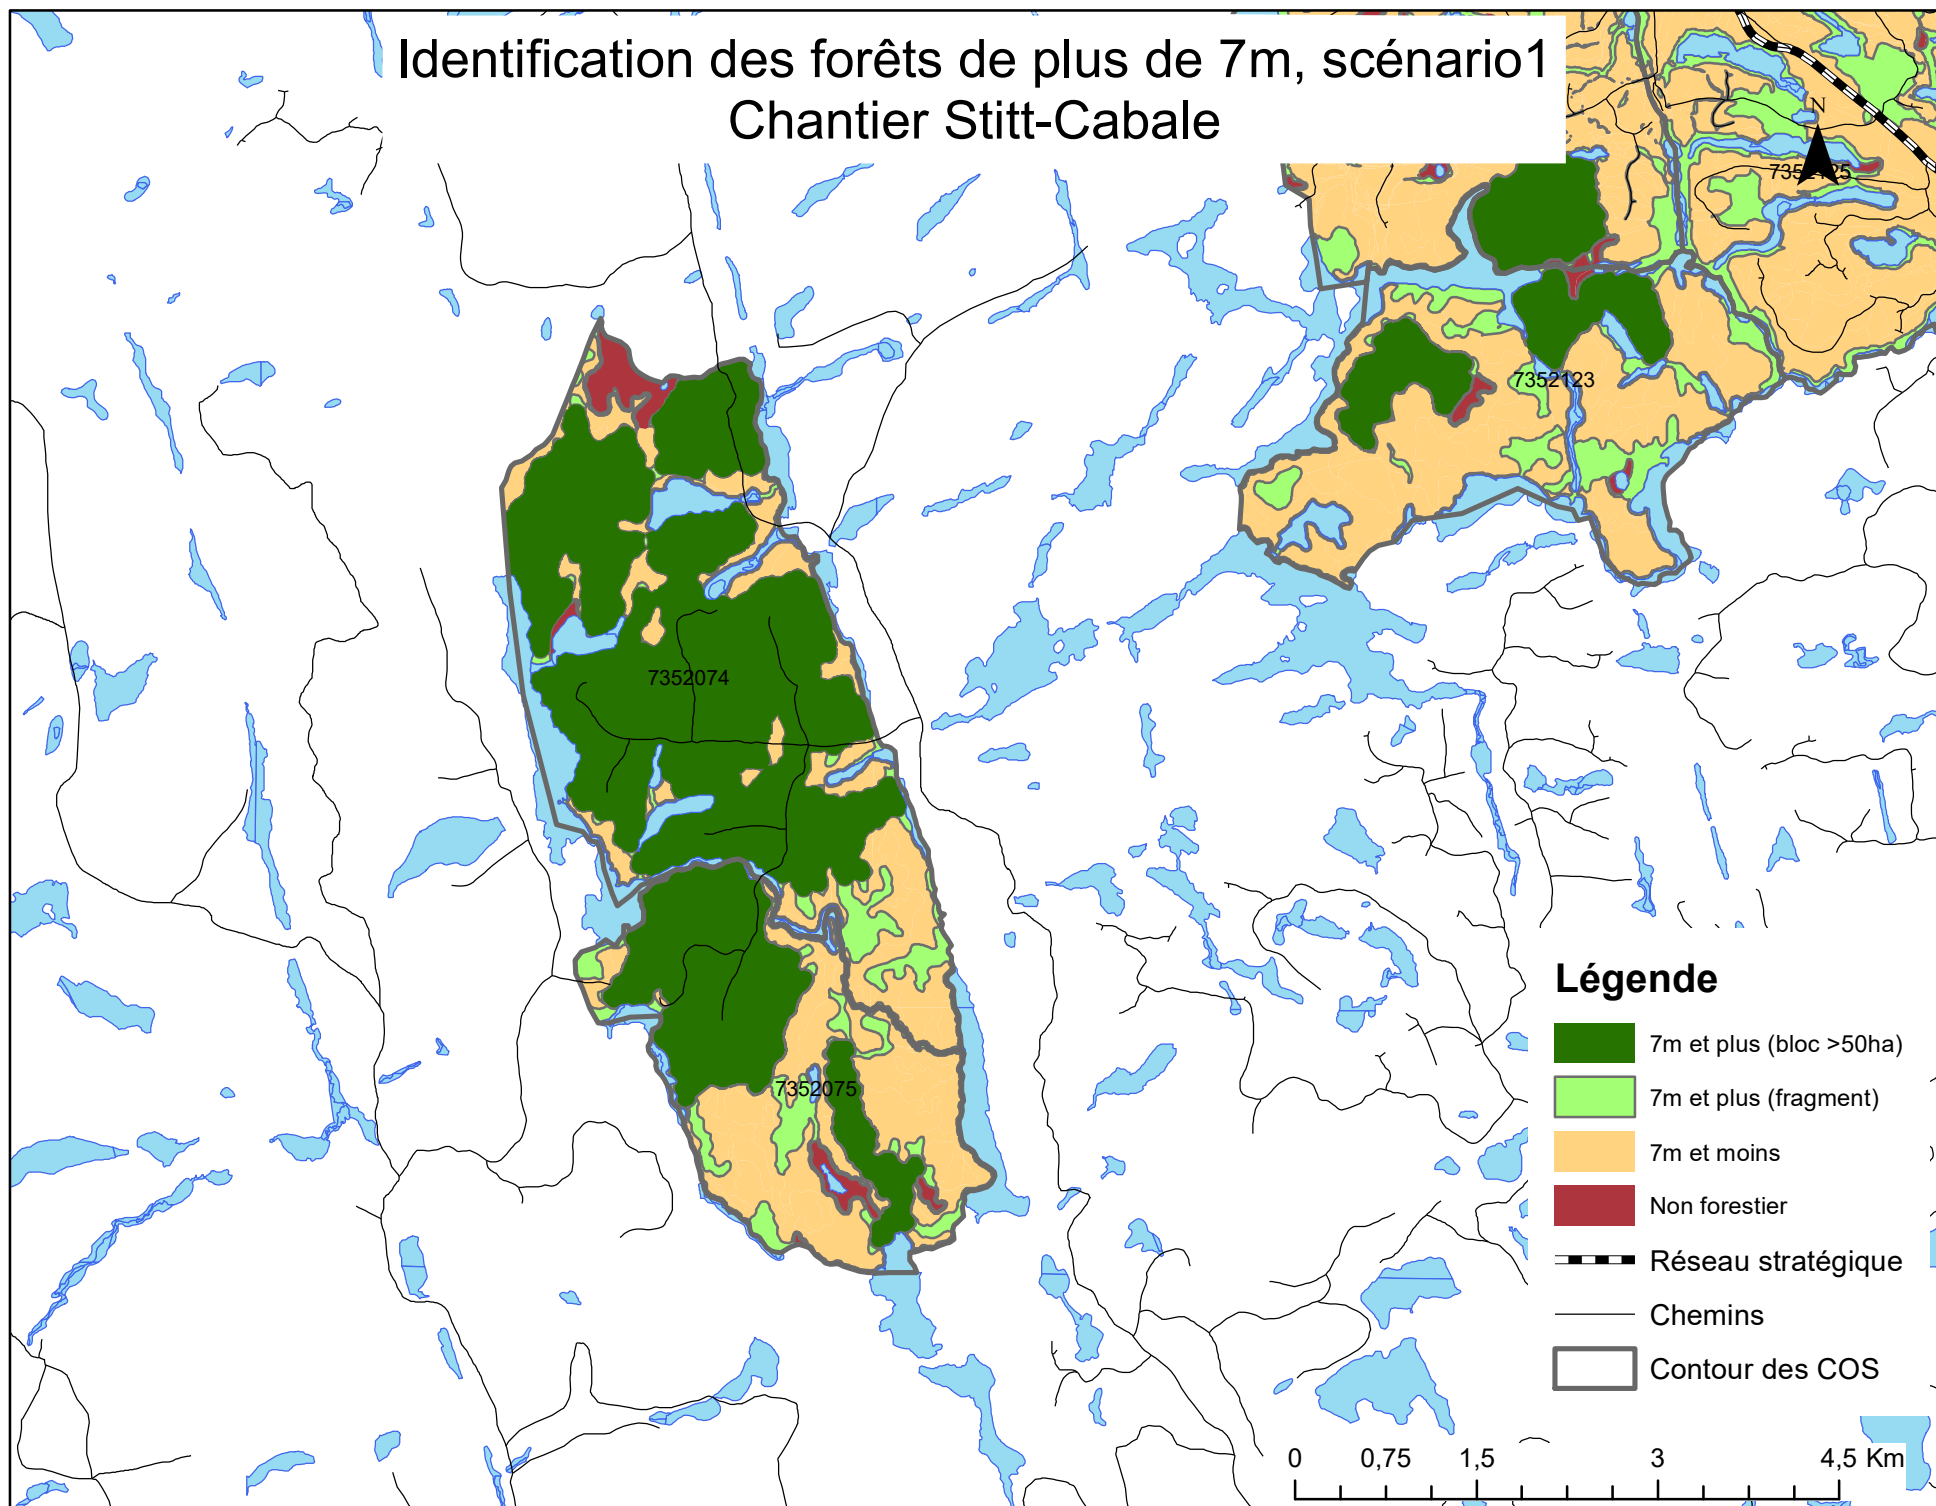 Identification des forêts de plus de 7m, scénario1
Chantier Stitt-Cabale
N
7352125
7352123
7352074
7352075
Légende
7m et plus (bloc >50ha)
7m et plus (fragment)
7m et moins
Non forestier
Réseau stratégique
Chemins
Contour des COS
0 0,75 1,5 3 4,5 Km